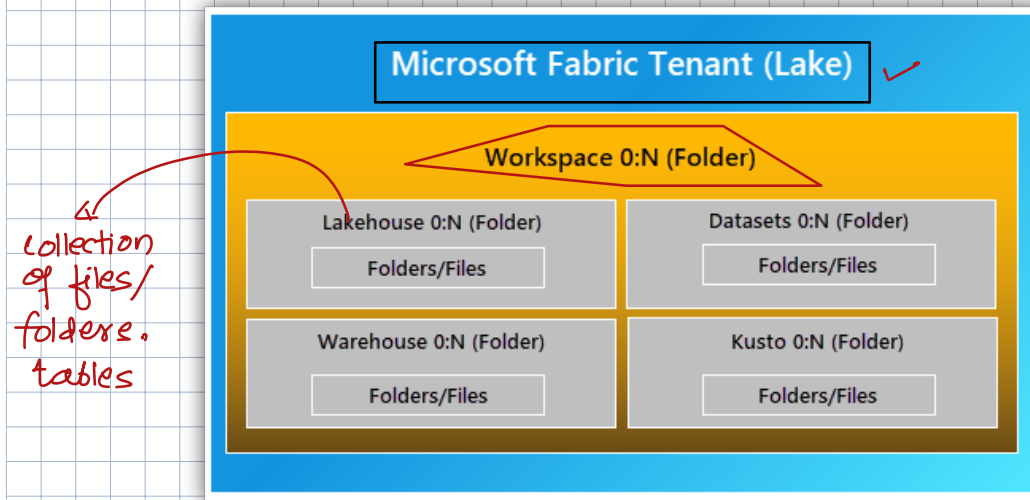 Microsoft Fabric Tenant (Lake)
Workspace 0:N (Folder)
Lakehouse 0:N (Folder)
Folders/Files
Datasets 0:N (Folder)
Folders/Files
Warehouse 0:N (Folder)
Folders/Files
Kusto 0:N (Folder)
Folders/Files
collection
of files/
folders.
tables